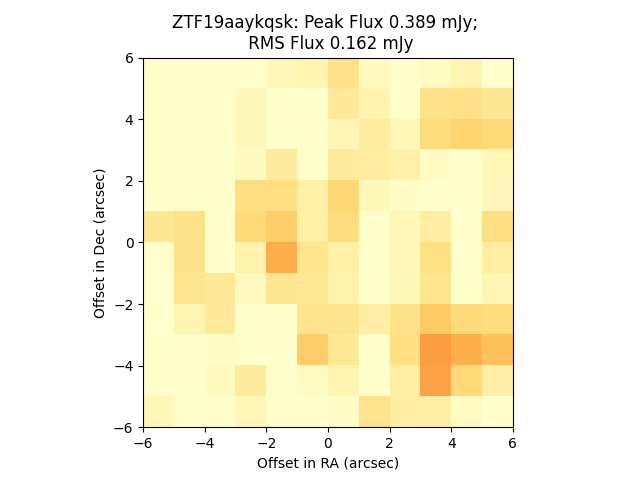 ZTF19aaykqsk: Peak Flux 0.389 mJy;
RMS Flux 0.162 mJy
6
4
2
0
−2
−4
−6
Offset in Dec (arcsec)
−6 −4 −2 0 2 4 6
Offset in RA (arcsec)